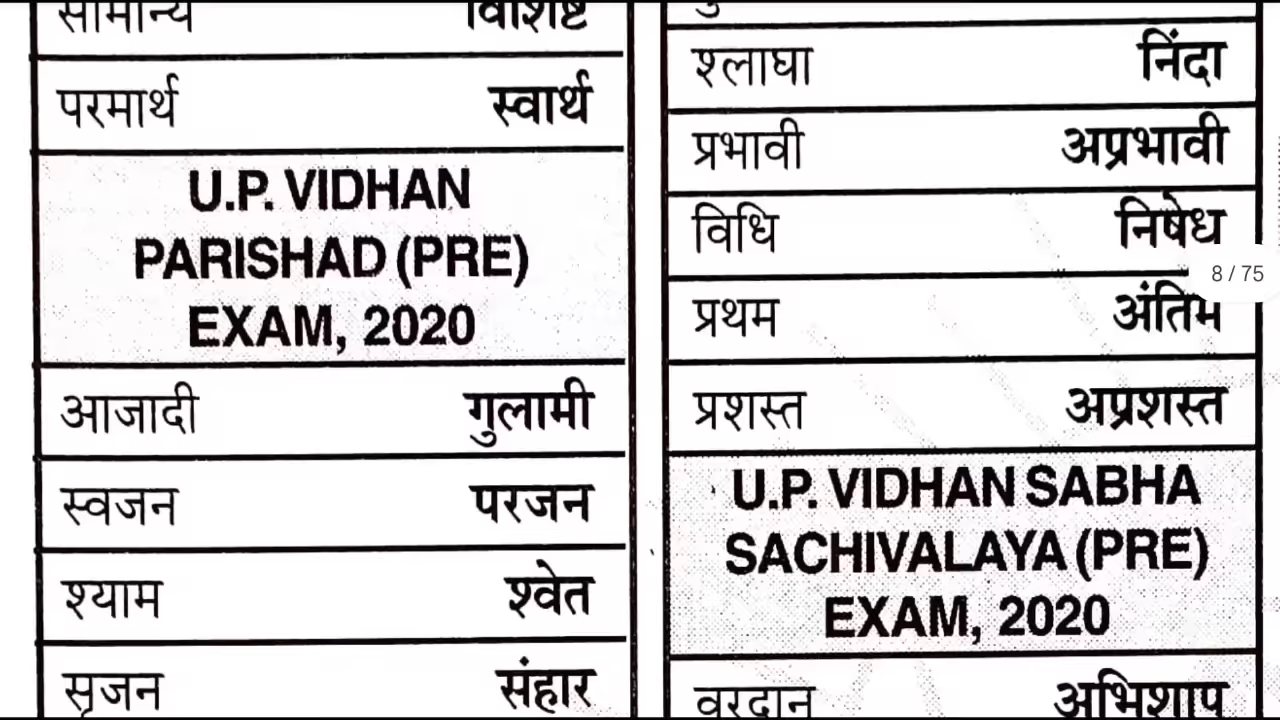 सामान्य विशिष्ट
परमार्थ स्वार्थ
U.P. VIDHAN
PARISHAD (PRE)
EXAM, 2020
आजादी गुलामी
स्वजन परजन
श्याम श्वेत
सृजन संहार
श्लाघा निंदा
प्रभावी अप्रभावी
विधि निषेध
8 / 75
प्रथम अंतिम
प्रशस्त अप्रशस्त
U.P. VIDHAN SABHA
SACHIVALAYA (PRE)
EXAM, 2020
वरदान अभिशाप